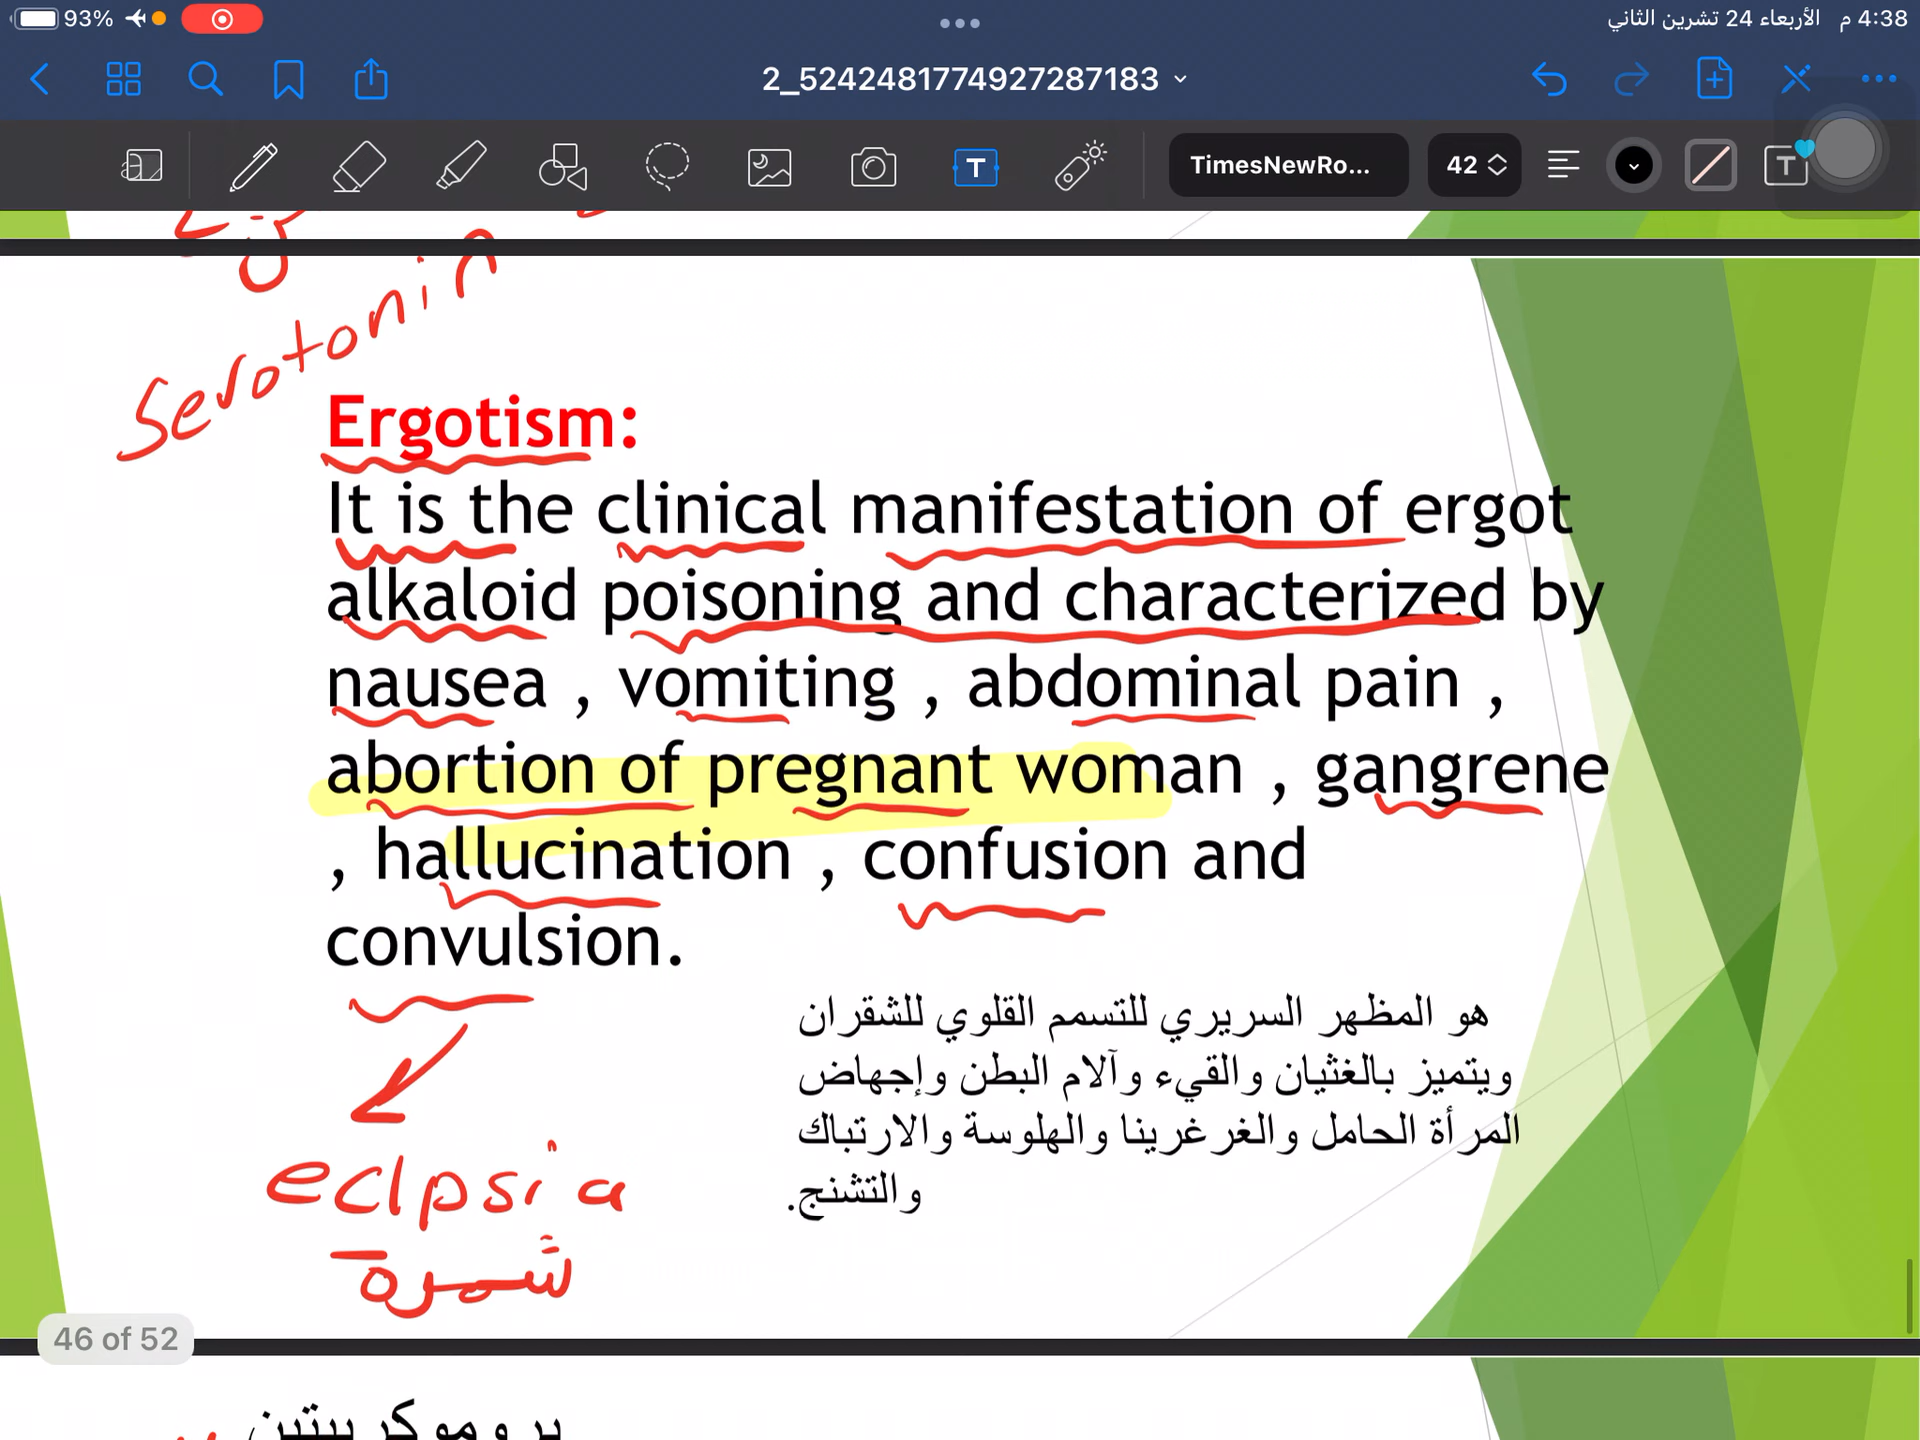 93%
4:38 م الأربعاء 24 تشرين الثاني
2_5242481774927287183
T
TimesNewRo...
42
T
Serotonin
Ergotism:
It is the clinical manifestation of ergot
alkaloid poisoning and characterized by
nausea , vomiting , abdominal pain ,
abortion of pregnant woman , gangrene
, hallucination , confusion and
convulsion.
هو المظهر السريري للتسمم القلوي للشقران
ويتميز بالغثيان والقيء وآلام البطن وإجهاض
المرأة الحامل والغرغرينا والهلوسة والارتباك
والتشنج.
eclpsia
شمرة
46 of 52
بروموكريبتين